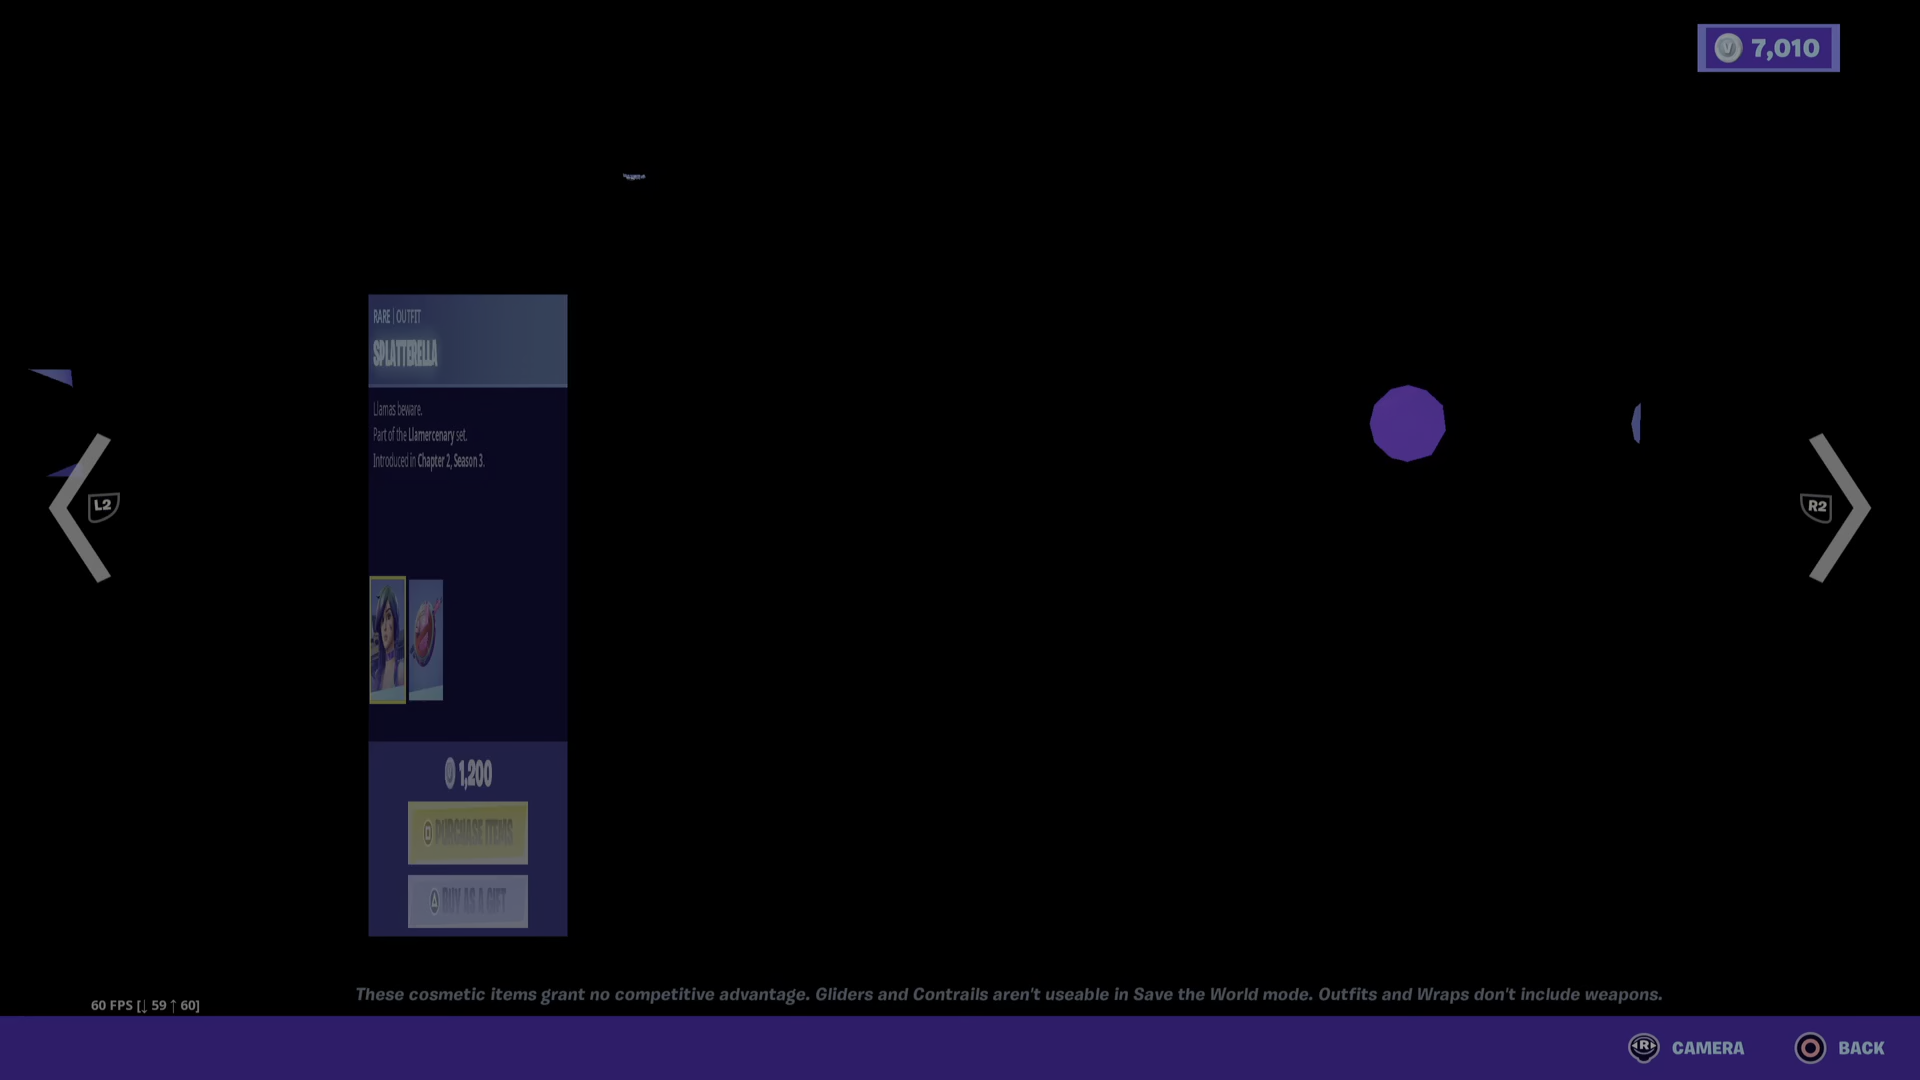 7,010
RARE | OUTFIT
SPLATTERELLA
Llamas beware.
Part of the Llamercenary set.
Introduced in Chapter 2, Season 3.
L2
R2
1,200
PURCHASE ITEMS
BUY AS A GIFT
These cosmetic items grant no competitive advantage. Gliders and Contrails aren't useable in Save the World mode. Outfits and Wraps don't include weapons.
60 FPS [↓ 59 ↑ 60]
R CAMERA
BACK